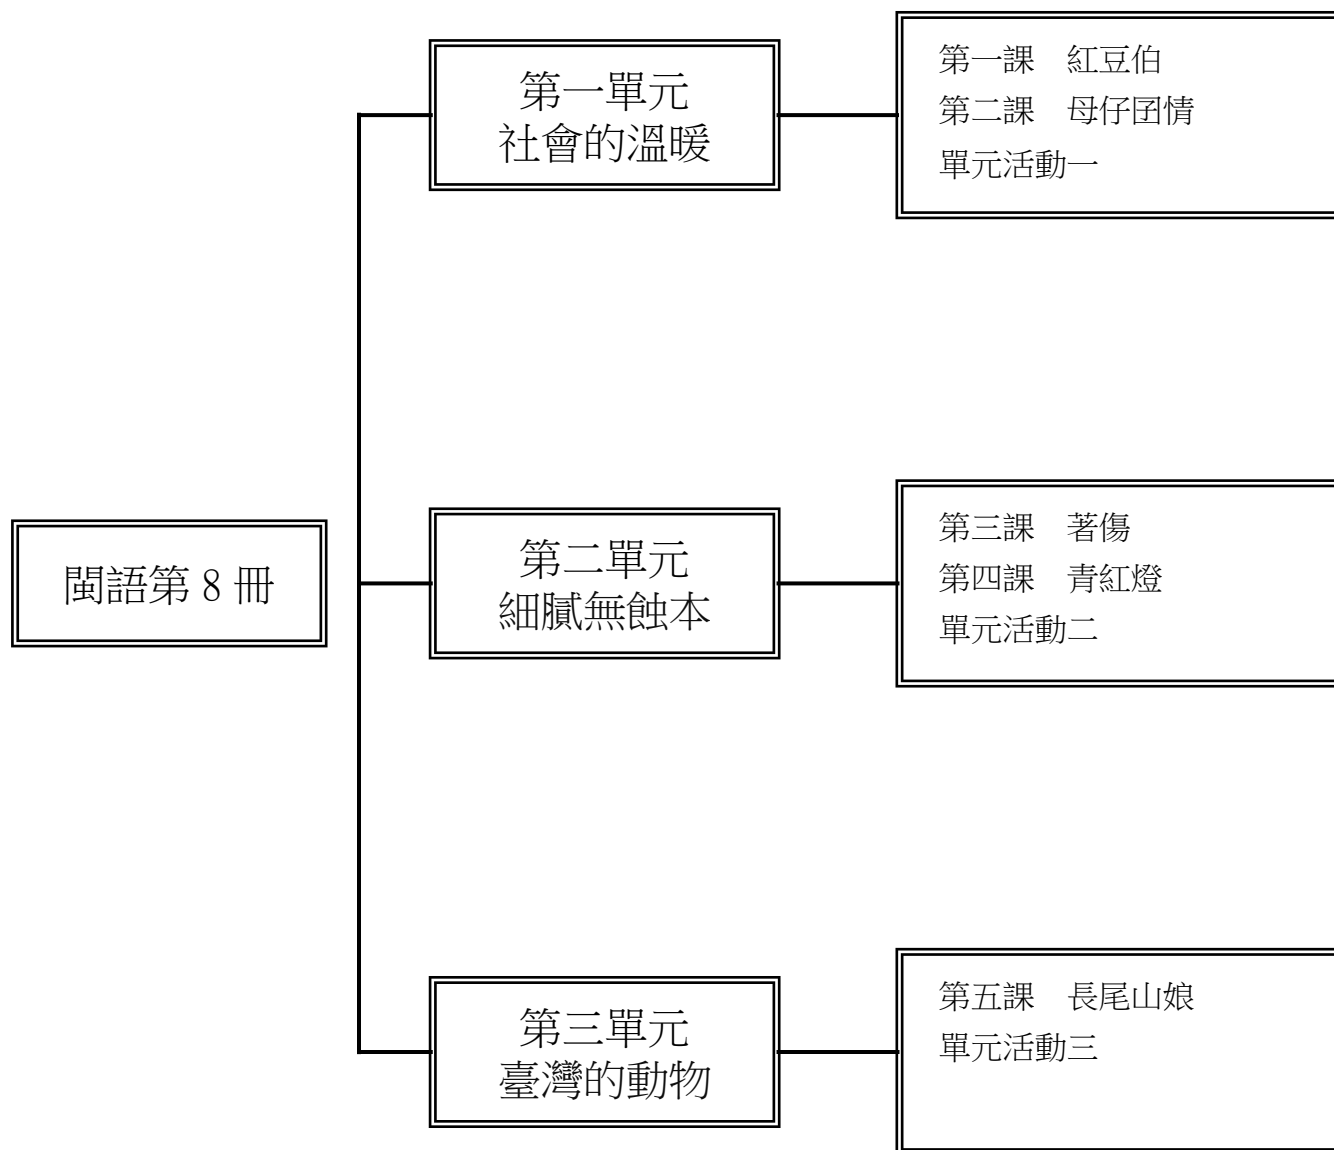 閩語第 8 冊
第一單元
社會的溫暖
第一課　紅豆伯
第二課　母仔囝情
單元活動一
第二單元
細膩無蝕本
第三課　著傷
第四課　青紅燈
單元活動二
第三單元
臺灣的動物
第五課　長尾山娘
單元活動三